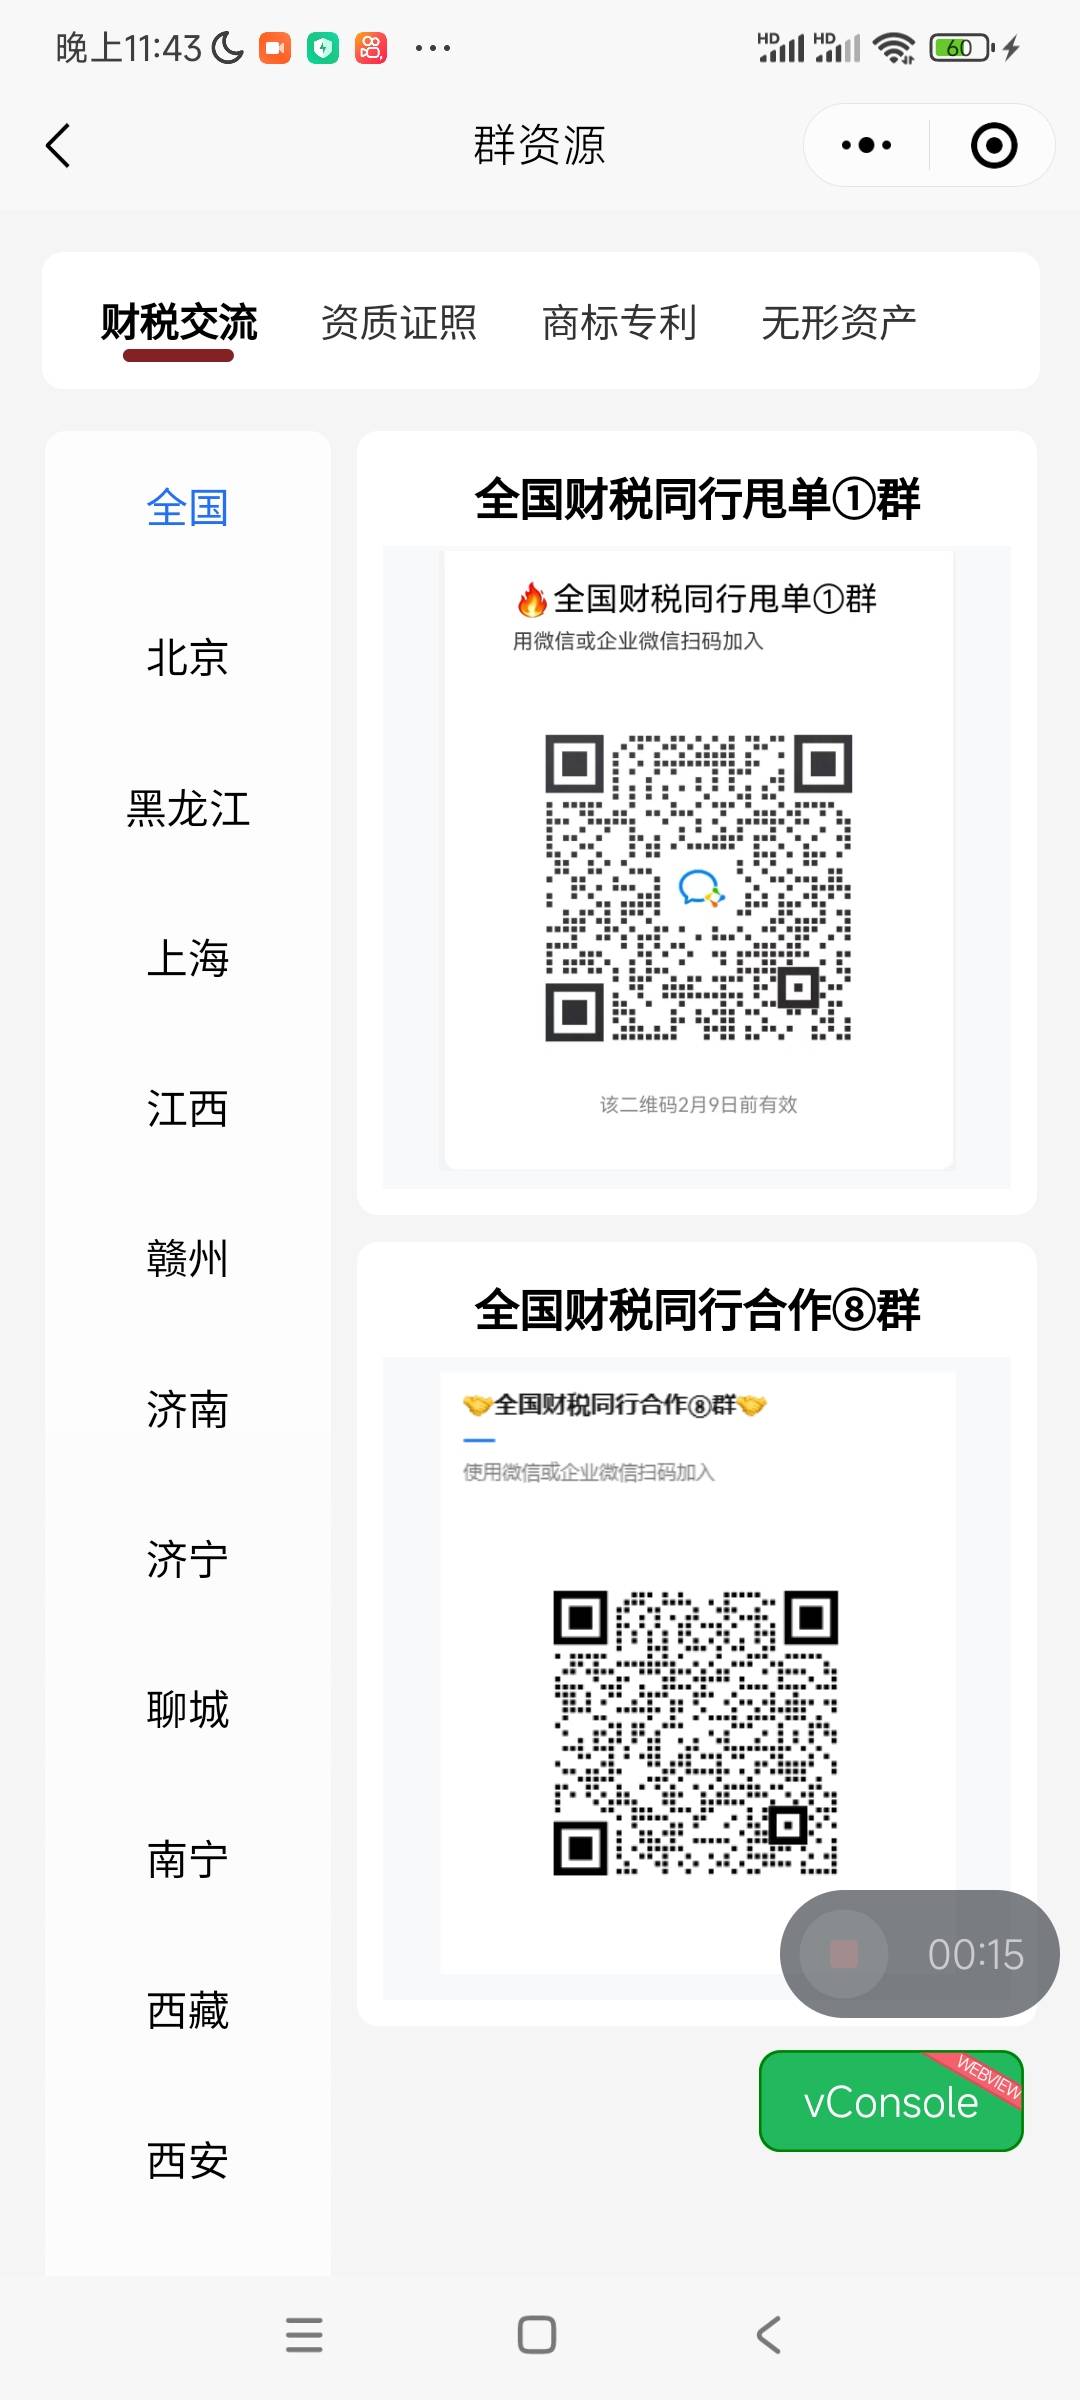 晚上11:43
HD HD 60
群资源
财税交流 资质证照 商标专利 无形资产
全国
北京
黑龙江
上海
江西
赣州
济南
济宁
聊城
南宁
西藏
西安
全国财税同行甩单①群
全国财税同行甩单①群
用微信或企业微信扫码加入
该二维码2月9日前有效
全国财税同行合作⑧群
全国财税同行合作⑧群
使用微信或企业微信扫码加入
00:15
vConsole
WEBVIEW